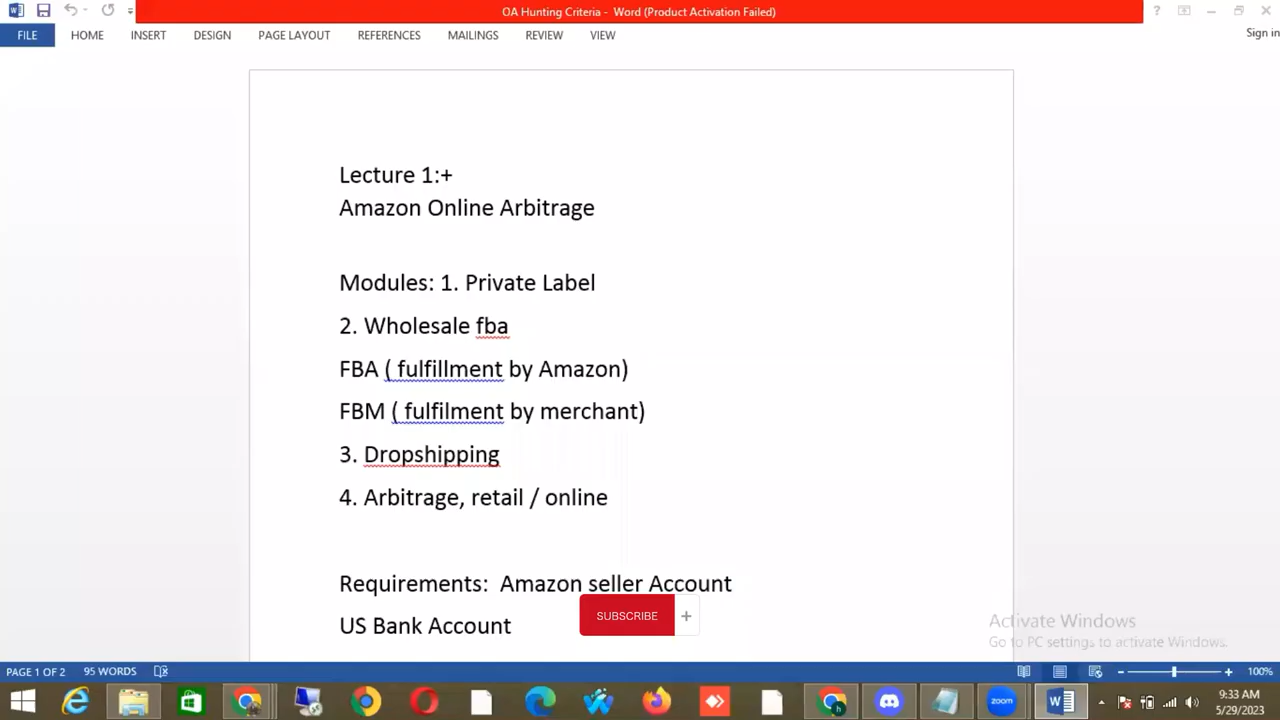 OA Hunting Criteria - Word (Product Activation Failed)
FILE HOME INSERT DESIGN PAGE LAYOUT REFERENCES MAILINGS REVIEW VIEW
Sign in
Lecture 1:+
Amazon Online Arbitrage
Modules: 1. Private Label
2. Wholesale fba
FBA ( fulfillment by Amazon)
FBM ( fulfilment by merchant)
3. Dropshipping
4. Arbitrage, retail / online
Requirements: Amazon seller Account
SUBSCRIBE +
US Bank Account
Activate Windows
Go to PC settings to activate Windows.
PAGE 1 OF 2 95 WORDS 100%
zoom
9:33 AM
5/29/2023